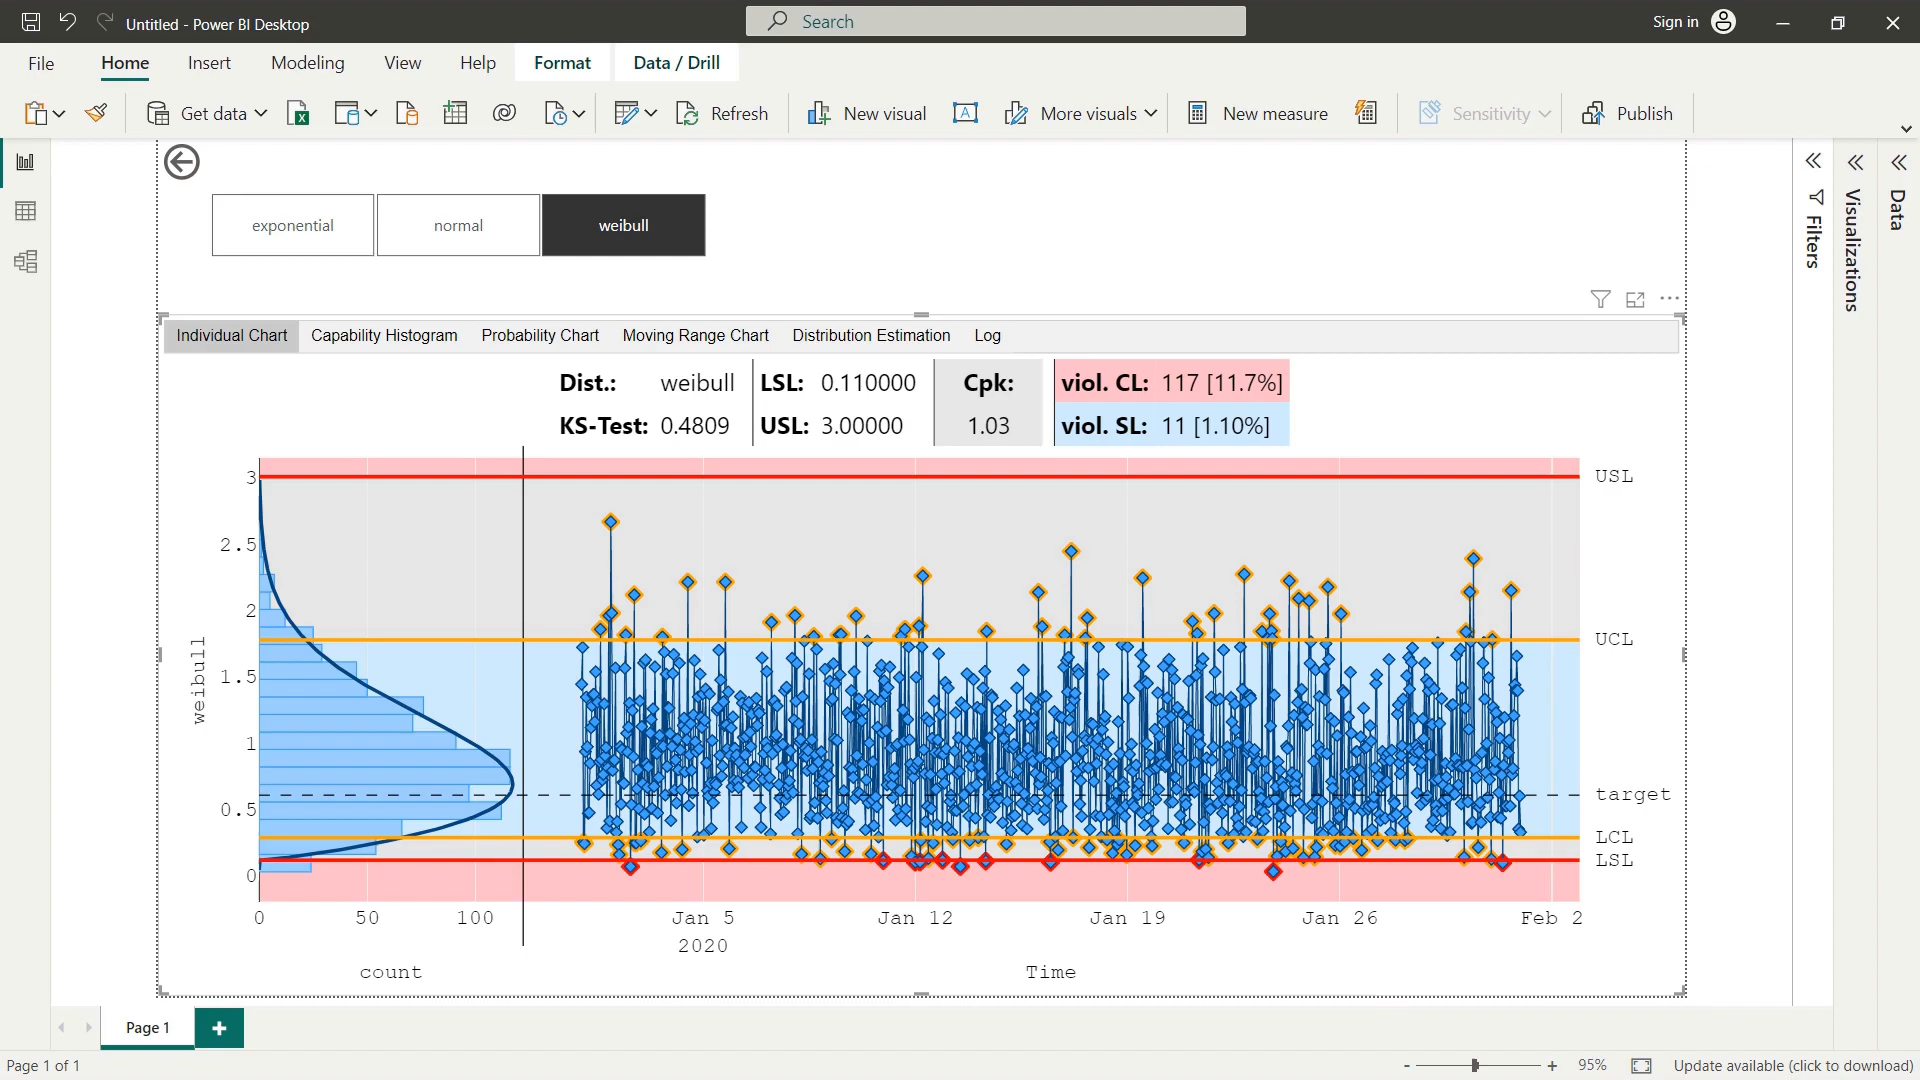 Untitled - Power BI Desktop
Search
Sign in
File Home Insert Modeling View Help Format Data / Drill
Get data Refresh New visual More visuals New measure Sensitivity Publish
exponential normal weibull
Individual Chart Capability Histogram Probability Chart Moving Range Chart Distribution Estimation Log
Dist.: weibull LSL: 0.110000 Cpk: viol. CL: 117 [11.7%]
KS-Test: 0.4809 USL: 3.00000 1.03 viol. SL: 11 [1.10%]
3 USL
2.5
2
UCL
1.5
1
0.5 target
LCL
LSL
0
weibull
0 50 100 Jan 5 Jan 12 Jan 19 Jan 26 Feb 2
2020
count Time
Filters
Visualizations
Data
Page 1
Page 1 of 1
- + 95% Update available (click to download)